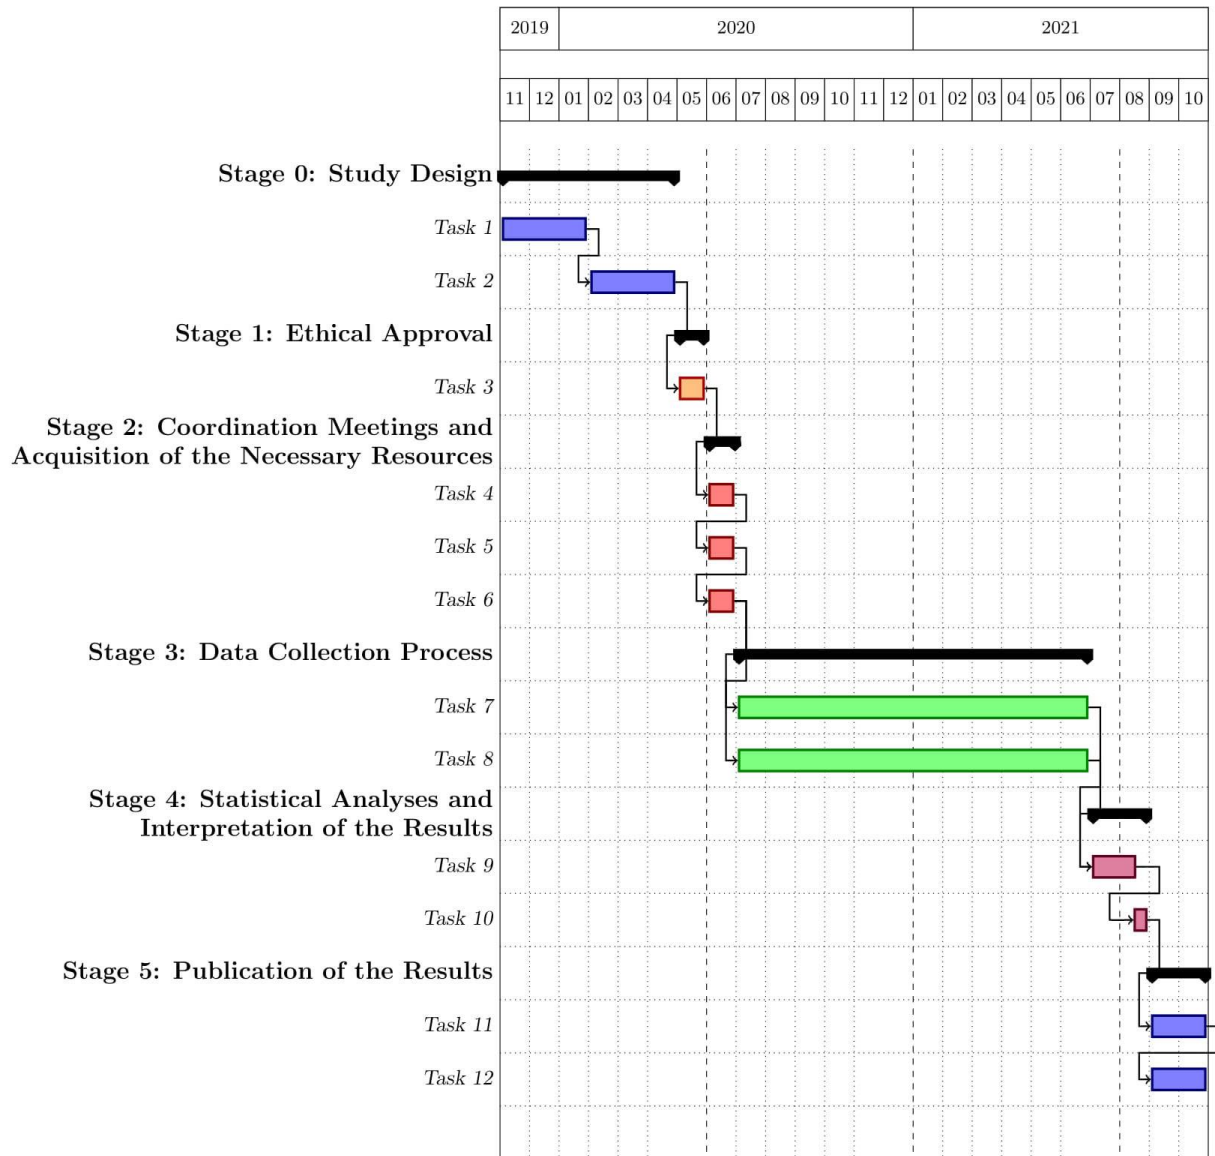 2019 2020 2021
11 12 01 02 03 04 05 06 07 08 09 10 11 12 01 02 03 04 05 06 07 08 09 10
Stage 0: Study Design
Task 1
Task 2
Stage 1: Ethical Approval
Task 3
Stage 2: Coordination Meetings and
Acquisition of the Necessary Resources
Task 4
Task 5
Task 6
Stage 3: Data Collection Process
Task 7
Task 8
Stage 4: Statistical Analyses and
Interpretation of the Results
Task 9
Task 10
Stage 5: Publication of the Results
Task 11
Task 12